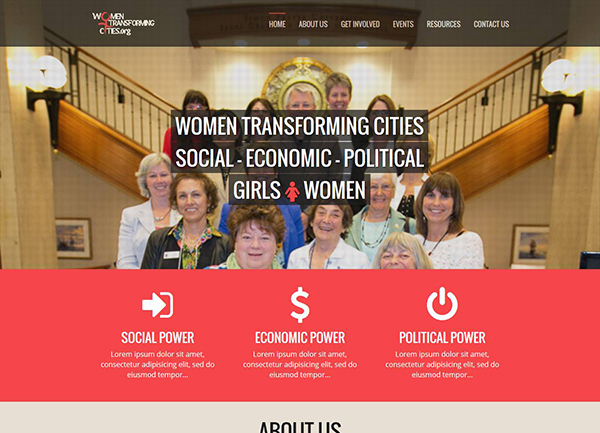 WOMEN
TRANSFORMING
CITIES.org
HOME ABOUT US GET INVOLVED EVENTS RESOURCES CONTACT US
WOMEN TRANSFORMING CITIES
SOCIAL - ECONOMIC - POLITICAL
GIRLS WOMEN
SOCIAL POWER
Lorem ipsum dolor sit amet,
consectetur adipisicing elit, sed do
eiusmod tempor...
ECONOMIC POWER
Lorem ipsum dolor sit amet,
consectetur adipisicing elit, sed do
eiusmod tempor...
POLITICAL POWER
Lorem ipsum dolor sit amet,
consectetur adipisicing elit, sed do
eiusmod tempor...
ABOUT US